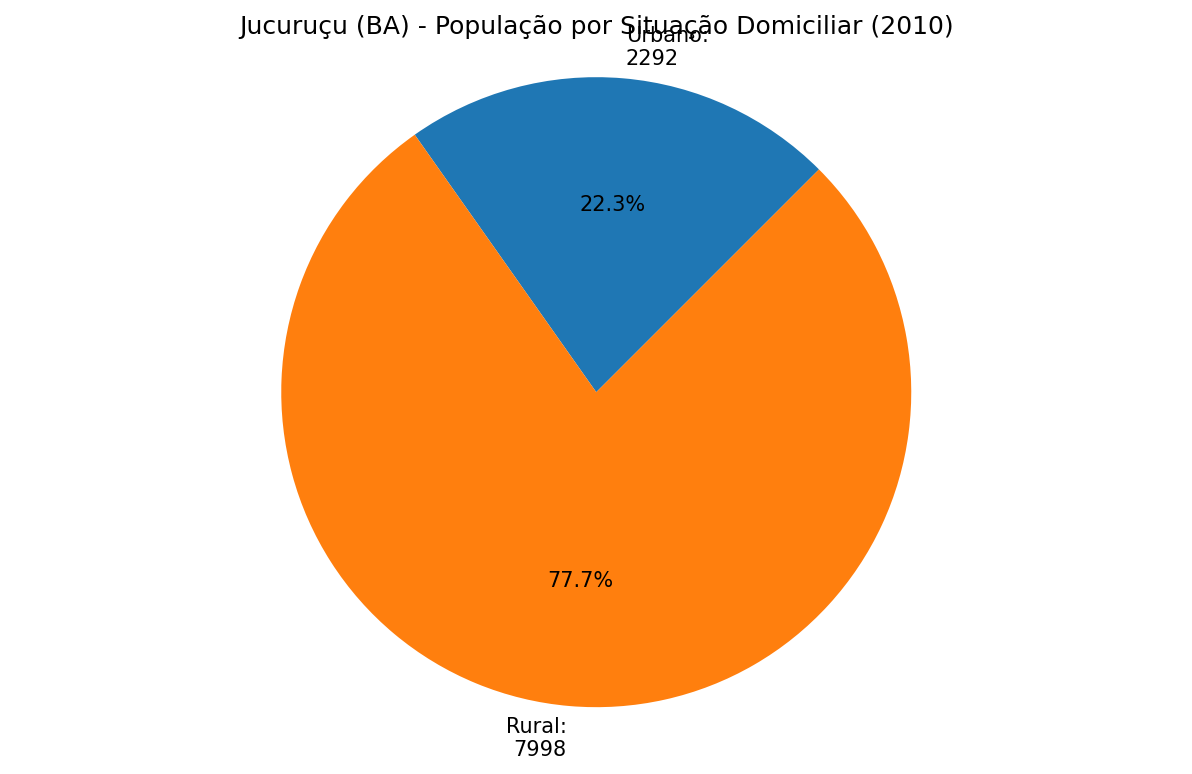 Jucuruçu (BA) - População por Situação Domiciliar (2010)
Urbano:
2292
22.3%
77.7%
Rural:
7998